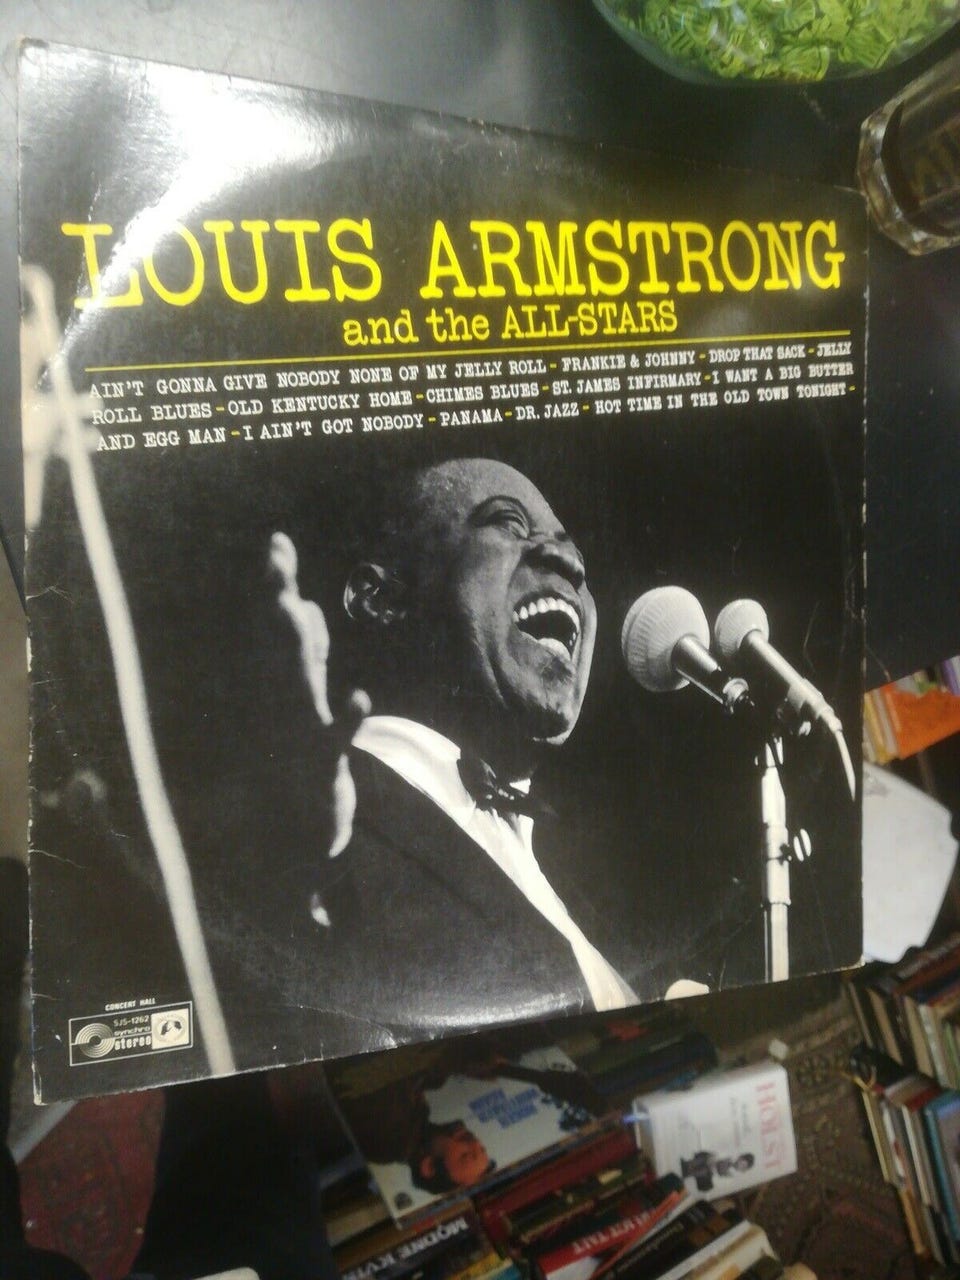 LOUIS ARMSTRONG
and the ALL-STARS
AIN'T GONNA GIVE NOBODY NONE OF MY JELLY ROLL - FRANKIE & JOHNNY - DROP THAT SACK - JELLY
ROLL BLUES - OLD KENTUCKY HOME - CHIMES BLUES - ST. JAMES INFIRMARY - I WANT A BIG BUTTER
AND EGG MAN - I AIN'T GOT NOBODY - PANAMA - DR. JAZZ - HOT TIME IN THE OLD TOWN TONIGHT -
CONCERT HALL
SJS-1262
synchro
stereo